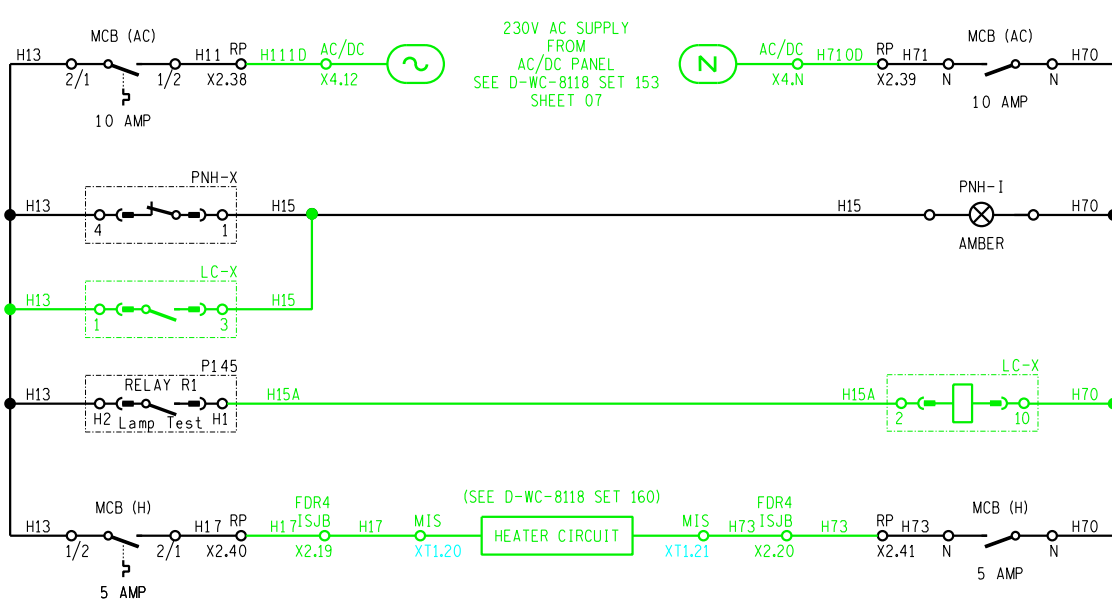 230V AC SUPPLY
FROM
AC/DC PANEL
SEE D-WC-8118 SET 153
SHEET 07
MCB (AC)
MCB (AC)
H13 H11 RP H111D AC/DC N AC/DC H710D RP H71 H70
2/1 1/2 X2.38 X4.12 X4.N X2.39 N N
10 AMP
10 AMP
PNH-X
PNH-I
H13 H15 H15 H70
4 1
AMBER
LC-X
H13 H15
1 3
P145
LC-X
RELAY R1
H13 H15A H15A H70
H2 Lamp Test H1 2 10
MCB (H)
MCB (H)
(SEE D-WC-8118 SET 160)
FDR4
FDR4
H13 H17 RP H17 ISJB H17 MIS HEATER CIRCUIT MIS H73 ISJB H73 RP H73 H70
1/2 2/1 X2.40 X2.19 XT1.20 XT1.21 X2.20 X2.41 N N
5 AMP
5 AMP